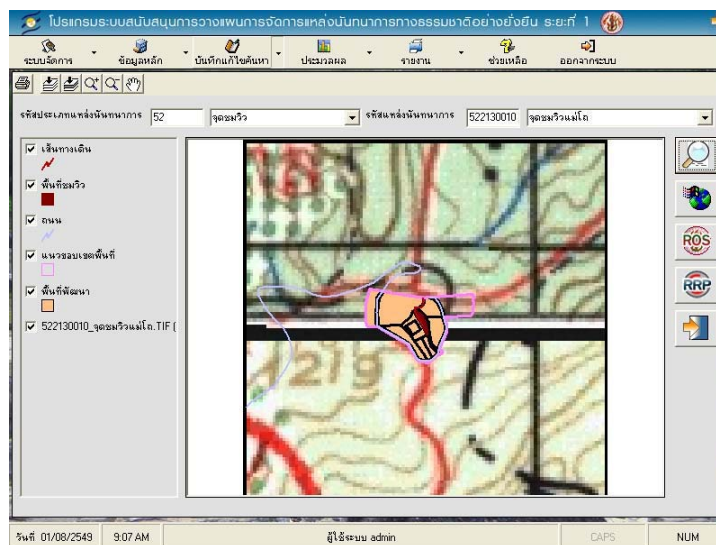 โปรแกรมระบบสนับสนุนการวางแผนการจัดการแหล่งนันทนาการทางธรรมชาติอย่างยั่งยืน ระยะที่ 1
ระบบจัดการ ข้อมูลหลัก บันทึกแก้ไขค้นหา ประมวลผล รายงาน ช่วยเหลือ ออกจากระบบ
รหัสประเภทแหล่งนันทนาการ 52 จุดชมวิว รหัสแหล่งนันทนาการ 522130010 จุดชมวิวแม่โถ
เส้นทางเดิน
พื้นที่ชมวิว
ถนน
แนวขอบเขตพื้นที่
พื้นที่พัฒนา
522130010_จุดชมวิวแม่โถ.TIF (
ROS
RRP
1219
วันที่ 01/08/2549 9:07 AM ผู้ใช้ระบบ admin CAPS NUM